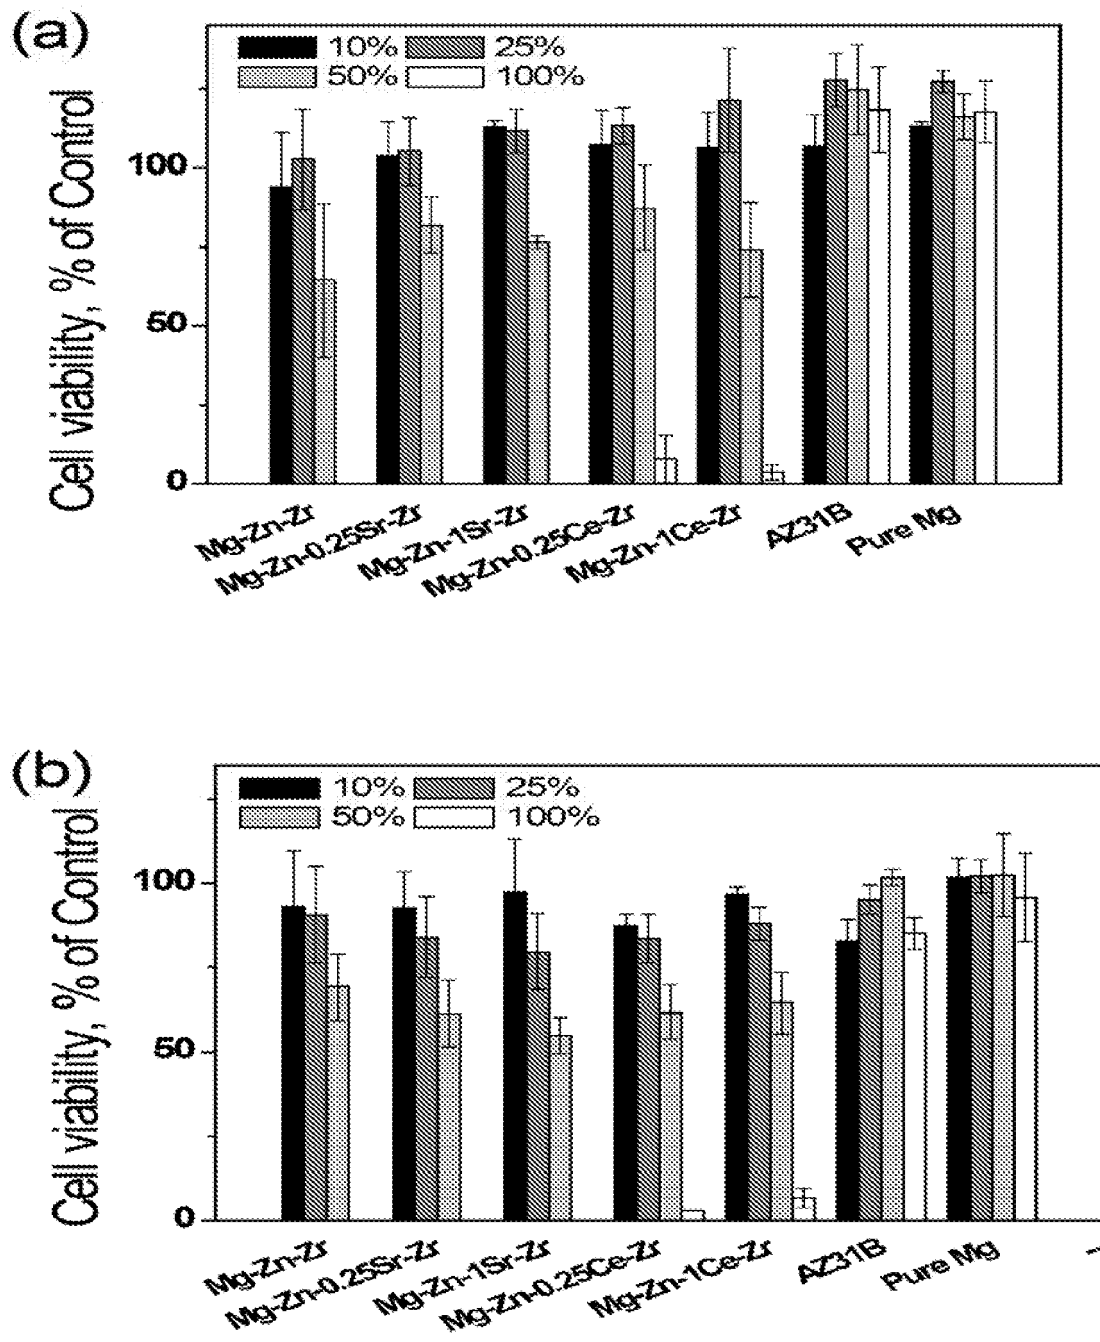 (a)
10% 25%
50% 100%
Cell viability, % of Control
100
50
0
Mg-Zn-Zr
Mg-Zn-0.25Sr-Zr
Mg-Zn-1Sr-Zr
Mg-Zn-0.25Ce-Zr
Mg-Zn-1Ce-Zr
AZ31B
Pure Mg
(b)
10% 25%
50% 100%
Cell viability, % of Control
100
50
0
Mg-Zn-Zr
Mg-Zn-0.25Sr-Zr
Mg-Zn-1Sr-Zr
Mg-Zn-0.25Ce-Zr
Mg-Zn-1Ce-Zr
AZ31B
Pure Mg
--